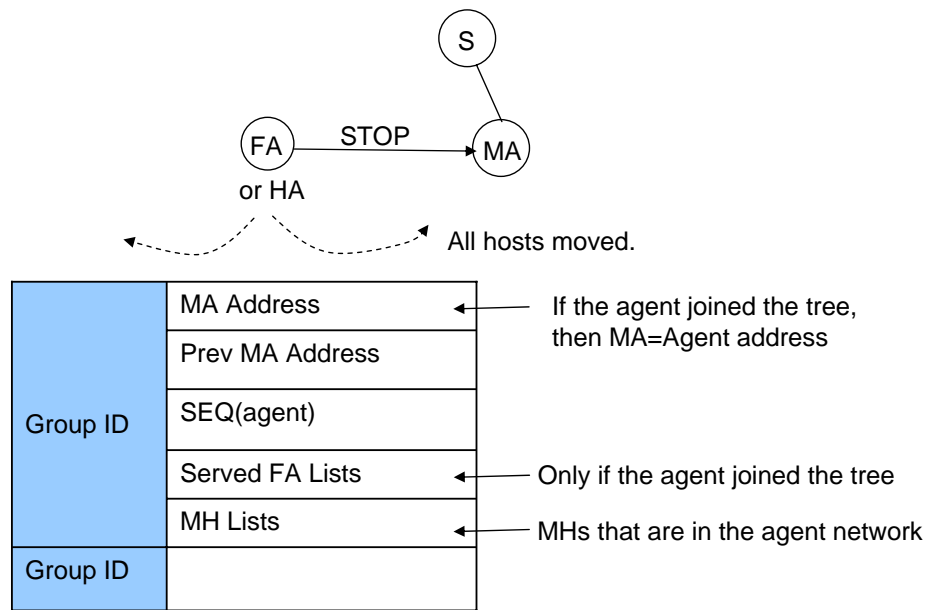 S
FA
STOP
MA
or HA
All hosts moved.
Group ID
MA Address
If the agent joined the tree,
then MA=Agent address
Prev MA Address
SEQ(agent)
Served FA Lists
Only if the agent joined the tree
MH Lists
MHs that are in the agent network
Group ID